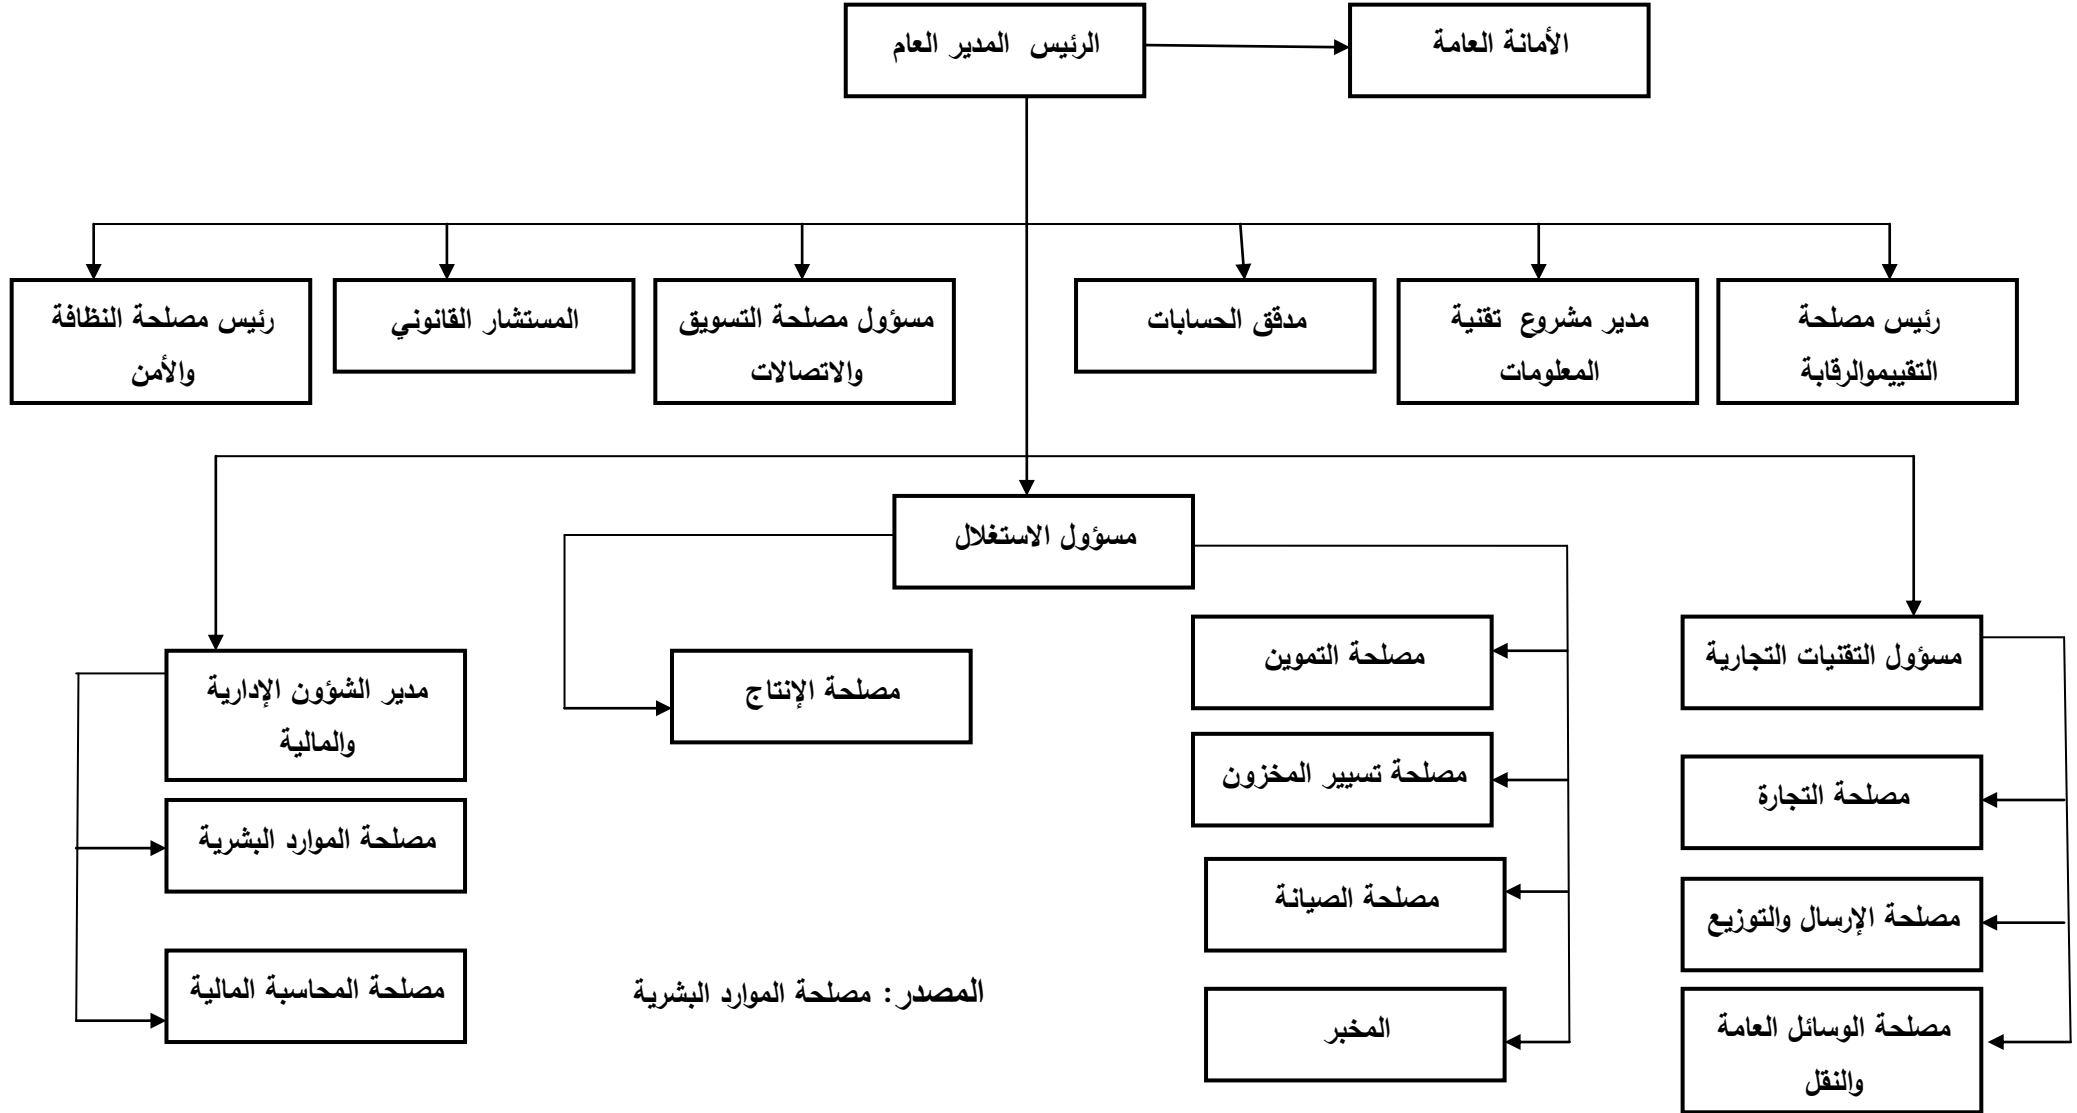 الرئيس المدير العام
الأمانة العامة
رئيس مصلحة
التقييموالرقابة
مدير مشروع تقنية
المعلومات
مدقق الحسابات
مسؤول مصلحة التسويق
والاتصالات
المستشار القانوني
رئيس مصلحة النظافة
والأمن
مسؤول الاستغلال
مسؤول التقنيات التجارية
مصلحة التجارة
مصلحة الإرسال والتوزيع
مصلحة الوسائل العامة
والنقل
مصلحة التموين
مصلحة تسيير المخزون
مصلحة الصيانة
المخبر
مصلحة الإنتاج
مدير الشؤون الإدارية
والمالية
مصلحة الموارد البشرية
مصلحة المحاسبة المالية
المصدر: مصلحة الموارد البشرية